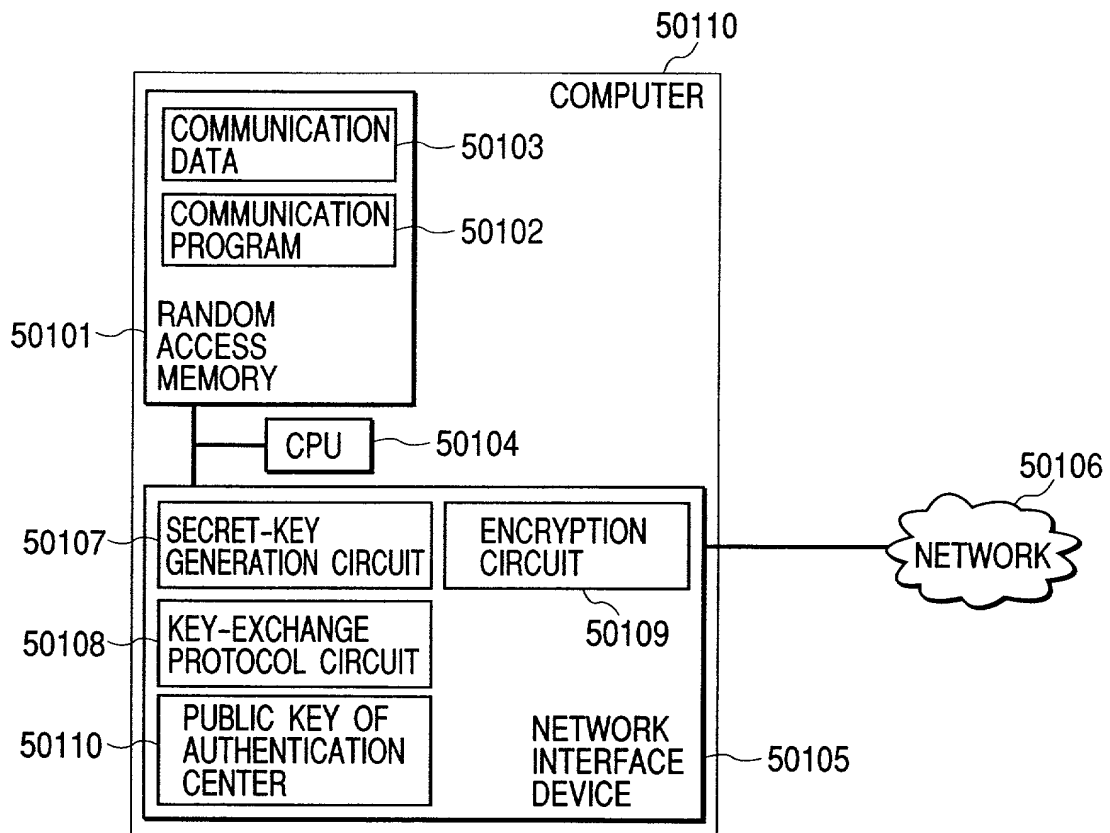 50110
COMPUTER
COMMUNICATION
DATA
50103
COMMUNICATION
PROGRAM
50102
RANDOM
ACCESS
MEMORY
50101
CPU
50104
50106
NETWORK
50107
SECRET-KEY
GENERATION CIRCUIT
ENCRYPTION
CIRCUIT
50109
50108
KEY-EXCHANGE
PROTOCOL CIRCUIT
50110
PUBLIC KEY OF
AUTHENTICATION
CENTER
NETWORK
INTERFACE
DEVICE
50105